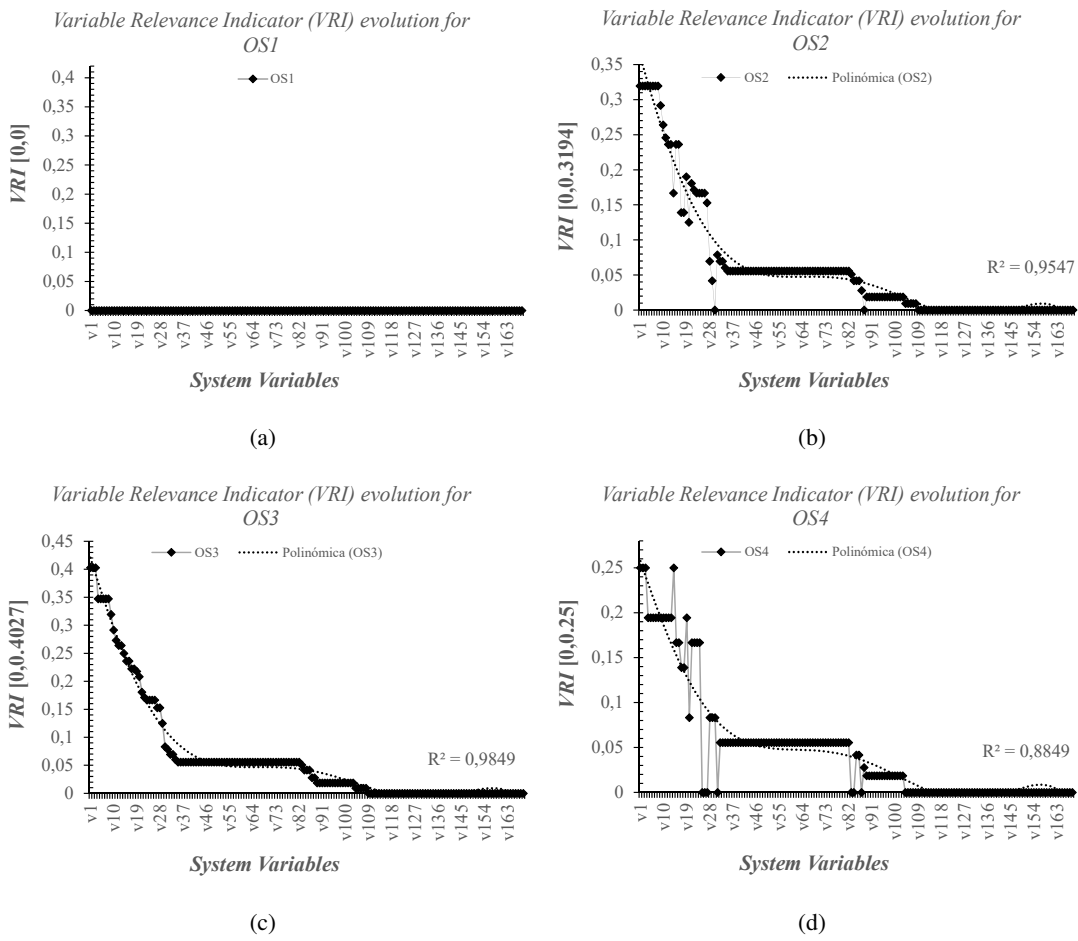 Variable Relevance Indicator (VRI) evolution for
OS1
OS1
VRI [0,0]
0,4
0,35
0,3
0,25
0,2
0,15
0,1
0,05
0
v1 v10 v19 v28 v37 v46 v55 v64 v73 v82 v91 v100 v109 v118 v127 v136 v145 v154 v163
System Variables
(a)
Variable Relevance Indicator (VRI) evolution for
OS2
OS2 Polinómica (OS2)
VRI [0,0.3194]
0,35
0,3
0,25
0,2
0,15
0,1
0,05
0
R² = 0,9547
v1 v10 v19 v28 v37 v46 v55 v64 v73 v82 v91 v100 v109 v118 v127 v136 v145 v154 v163
System Variables
(b)
Variable Relevance Indicator (VRI) evolution for
OS3
OS3 Polinómica (OS3)
VRI [0,0.4027]
0,45
0,4
0,35
0,3
0,25
0,2
0,15
0,1
0,05
0
R² = 0,9849
v1 v10 v19 v28 v37 v46 v55 v64 v73 v82 v91 v100 v109 v118 v127 v136 v145 v154 v163
System Variables
(c)
Variable Relevance Indicator (VRI) evolution for
OS4
OS4 Polinómica (OS4)
VRI [0,0.25]
0,25
0,2
0,15
0,1
0,05
0
R² = 0,8849
v1 v10 v19 v28 v37 v46 v55 v64 v73 v82 v91 v100 v109 v118 v127 v136 v145 v154 v163
System Variables
(d)